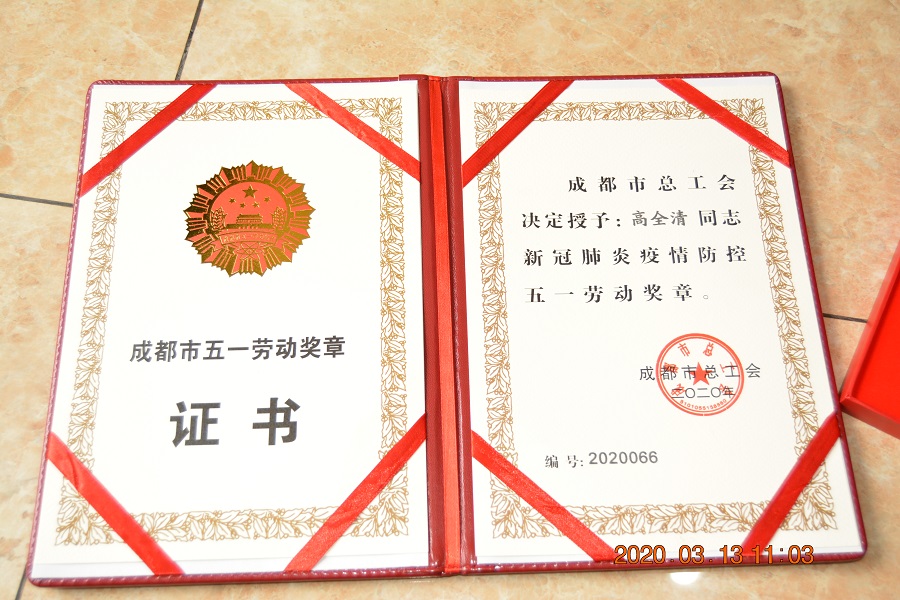 成都市五一劳动奖章
证书
成都市总工会
决定授予：高全清 同志
新冠肺炎疫情防控
五一劳动奖章。
成都市总工会
二〇二〇年
编号：2020066
2020.03.13 11:03